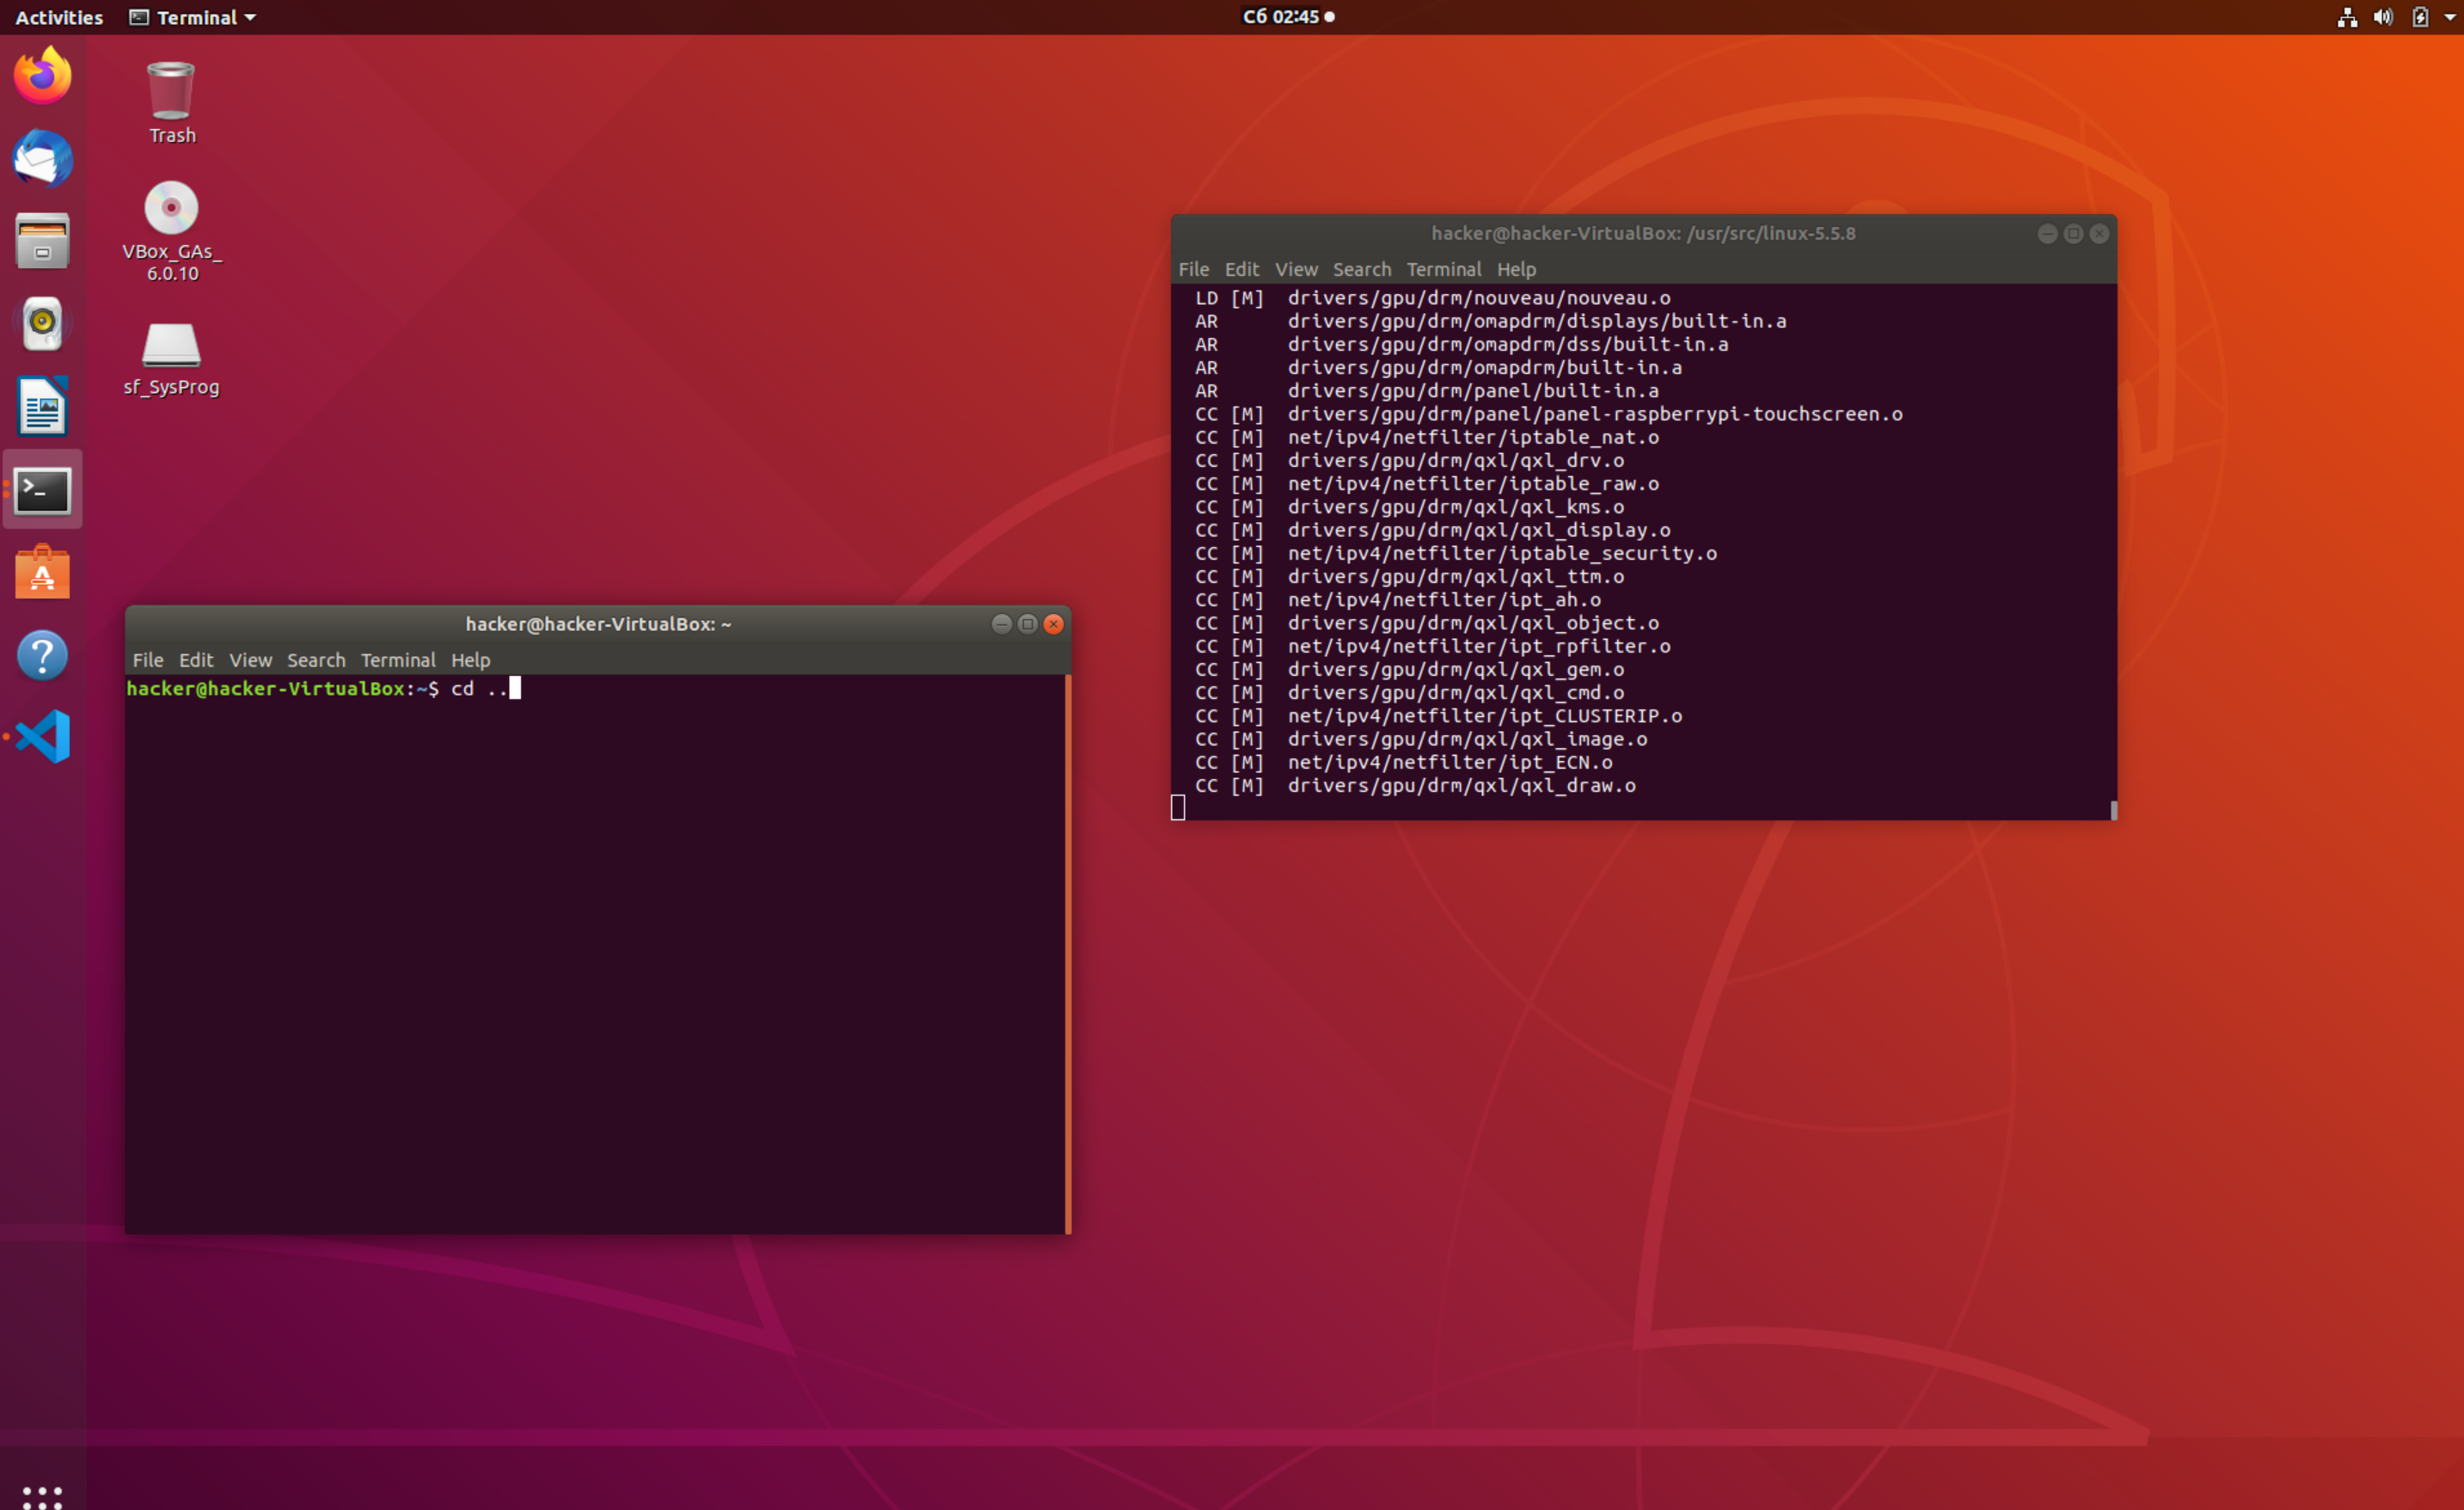 Activities Terminal
Сб 02:45
Trash
VBox_GAs_
6.0.10
sf_SysProg
hacker@hacker-VirtualBox: /usr/src/linux-5.5.8
File Edit View Search Terminal Help
LD [M] drivers/gpu/drm/nouveau/nouveau.o
AR drivers/gpu/drm/omapdrm/displays/built-in.a
AR drivers/gpu/drm/omapdrm/dss/built-in.a
AR drivers/gpu/drm/omapdrm/built-in.a
AR drivers/gpu/drm/panel/built-in.a
CC [M] drivers/gpu/drm/panel/panel-raspberrypi-touchscreen.o
CC [M] net/ipv4/netfilter/iptable_nat.o
CC [M] drivers/gpu/drm/qxl/qxl_drv.o
CC [M] net/ipv4/netfilter/iptable_raw.o
CC [M] drivers/gpu/drm/qxl/qxl_kms.o
CC [M] drivers/gpu/drm/qxl/qxl_display.o
CC [M] net/ipv4/netfilter/iptable_security.o
CC [M] drivers/gpu/drm/qxl/qxl_ttm.o
CC [M] net/ipv4/netfilter/ipt_ah.o
CC [M] drivers/gpu/drm/qxl/qxl_object.o
CC [M] net/ipv4/netfilter/ipt_rpfilter.o
CC [M] drivers/gpu/drm/qxl/qxl_gem.o
CC [M] drivers/gpu/drm/qxl/qxl_cmd.o
CC [M] net/ipv4/netfilter/ipt_CLUSTERIP.o
CC [M] drivers/gpu/drm/qxl/qxl_image.o
CC [M] net/ipv4/netfilter/ipt_ECN.o
CC [M] drivers/gpu/drm/qxl/qxl_draw.o
hacker@hacker-VirtualBox: ~
File Edit View Search Terminal Help
hacker@hacker-VirtualBox:~$ cd ..